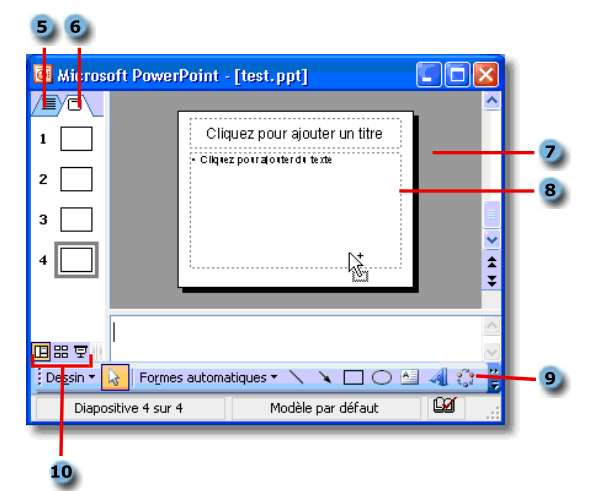 5 6
Microsoft PowerPoint - [test.ppt]
1
2
3
4
Cliquez pour ajouter un titre
• Cliquez pour ajouter du texte
7
8
Dessin Formes automatiques
9
Diapositive 4 sur 4 Modèle par défaut
10